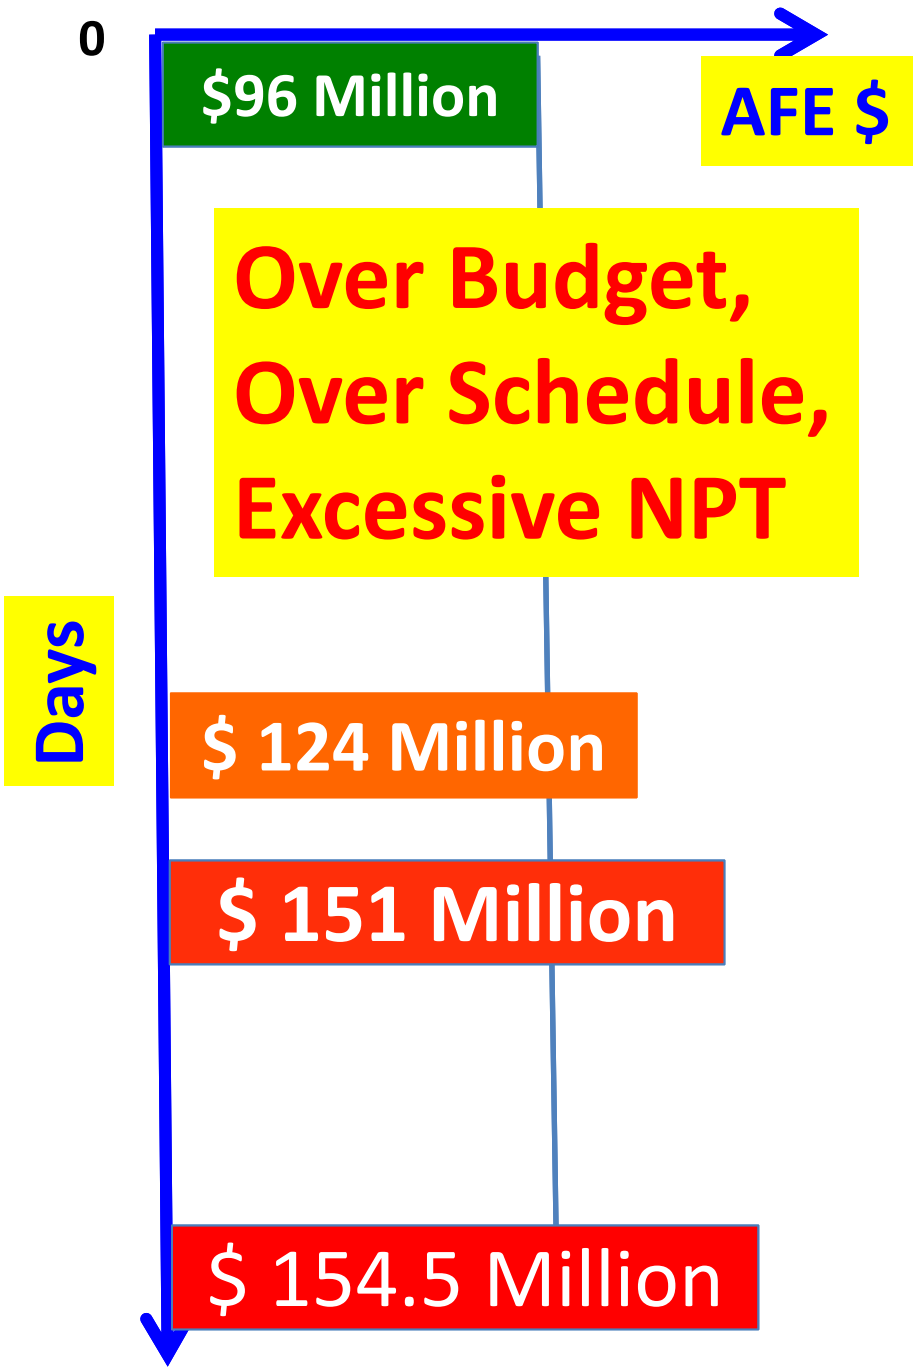 0
$96 Million
AFE $
Over Budget,
Over Schedule,
Excessive NPT
Days
$ 124 Million
$ 151 Million
$ 154.5 Million